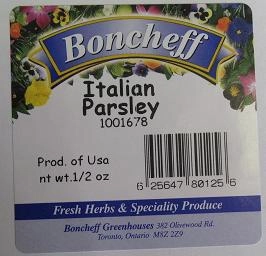 Boncheff
Italian
Parsley
1001678
Prod. of Usa
nt wt.1/2 oz
6 25647 80125 6
Fresh Herbs & Speciality Produce
Boncheff Greenhouses 382 Olivewood Rd.
Toronto, Ontario M8Z 2Z9